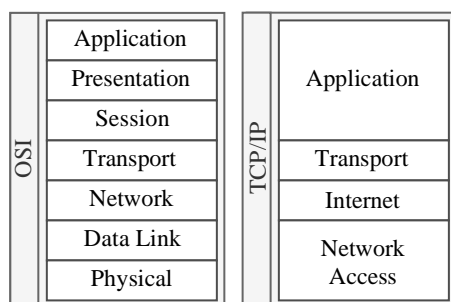 OSI
Application
Presentation
Session
Transport
Network
Data Link
Physical
TCP/IP
Application
Transport
Internet
Network
Access